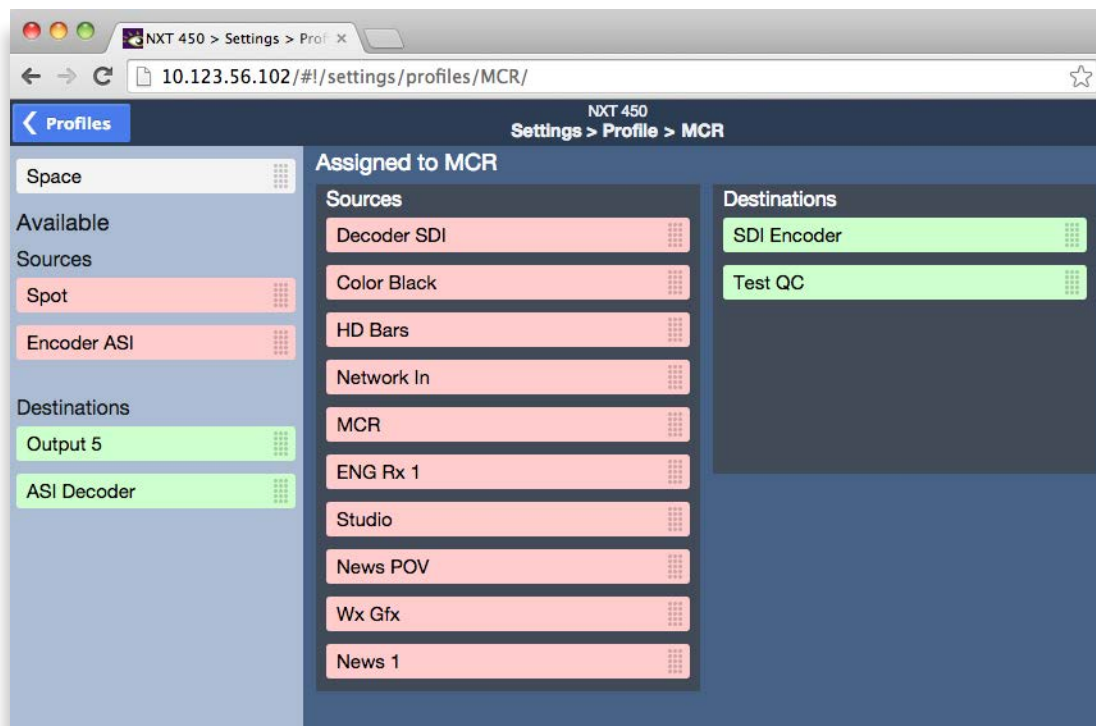 NXT 450 > Settings > Prof
10.123.56.102/#!/settings/profiles/MCR/
Profiles
NXT 450
Settings > Profile > MCR
Space
Available
Sources
Spot
Encoder ASI
Destinations
Output 5
ASI Decoder
Assigned to MCR
Sources
Decoder SDI
Color Black
HD Bars
Network In
MCR
ENG Rx 1
Studio
News POV
Wx Gfx
News 1
Destinations
SDI Encoder
Test QC